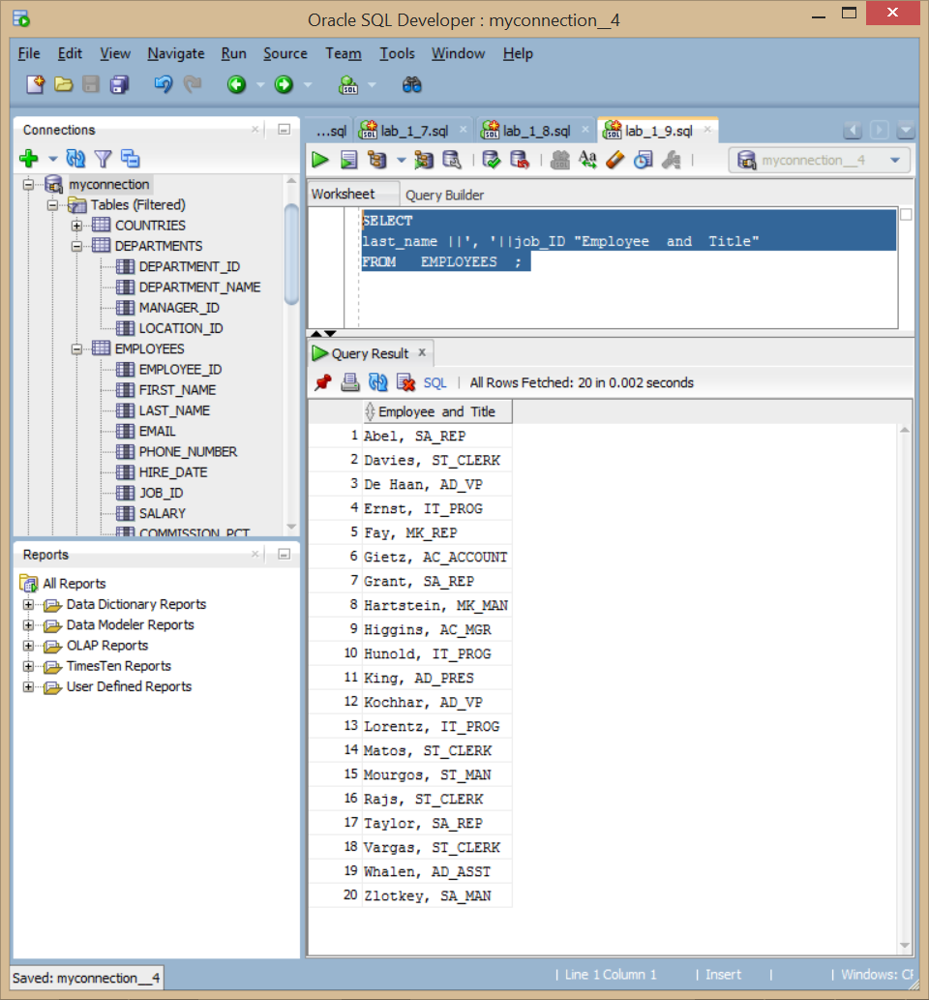 Oracle SQL Developer : myconnection__4
File Edit View Navigate Run Source Team Tools Window Help
Connections
myconnection
Tables (Filtered)
COUNTRIES
DEPARTMENTS
DEPARTMENT_ID
DEPARTMENT_NAME
MANAGER_ID
LOCATION_ID
EMPLOYEES
EMPLOYEE_ID
FIRST_NAME
LAST_NAME
EMAIL
PHONE_NUMBER
HIRE_DATE
JOB_ID
SALARY
COMMISSION_PCT
Reports
All Reports
Data Dictionary Reports
Data Modeler Reports
OLAP Reports
TimesTen Reports
User Defined Reports
...sql lab_1_7.sql lab_1_8.sql lab_1_9.sql
myconnection__4
Worksheet Query Builder
SELECT
last_name ||', '||job_ID "Employee and Title"
FROM EMPLOYEES ;
Query Result
SQL | All Rows Fetched: 20 in 0.002 seconds
Employee and Title
1 Abel, SA_REP
2 Davies, ST_CLERK
3 De Haan, AD_VP
4 Ernst, IT_PROG
5 Fay, MK_REP
6 Gietz, AC_ACCOUNT
7 Grant, SA_REP
8 Hartstein, MK_MAN
9 Higgins, AC_MGR
10 Hunold, IT_PROG
11 King, AD_PRES
12 Kochhar, AD_VP
13 Lorentz, IT_PROG
14 Matos, ST_CLERK
15 Mourgos, ST_MAN
16 Rajs, ST_CLERK
17 Taylor, SA_REP
18 Vargas, ST_CLERK
19 Whalen, AD_ASST
20 Zlotkey, SA_MAN
Saved: myconnection__4
| Line 1 Column 1 | Insert | | Windows: CF